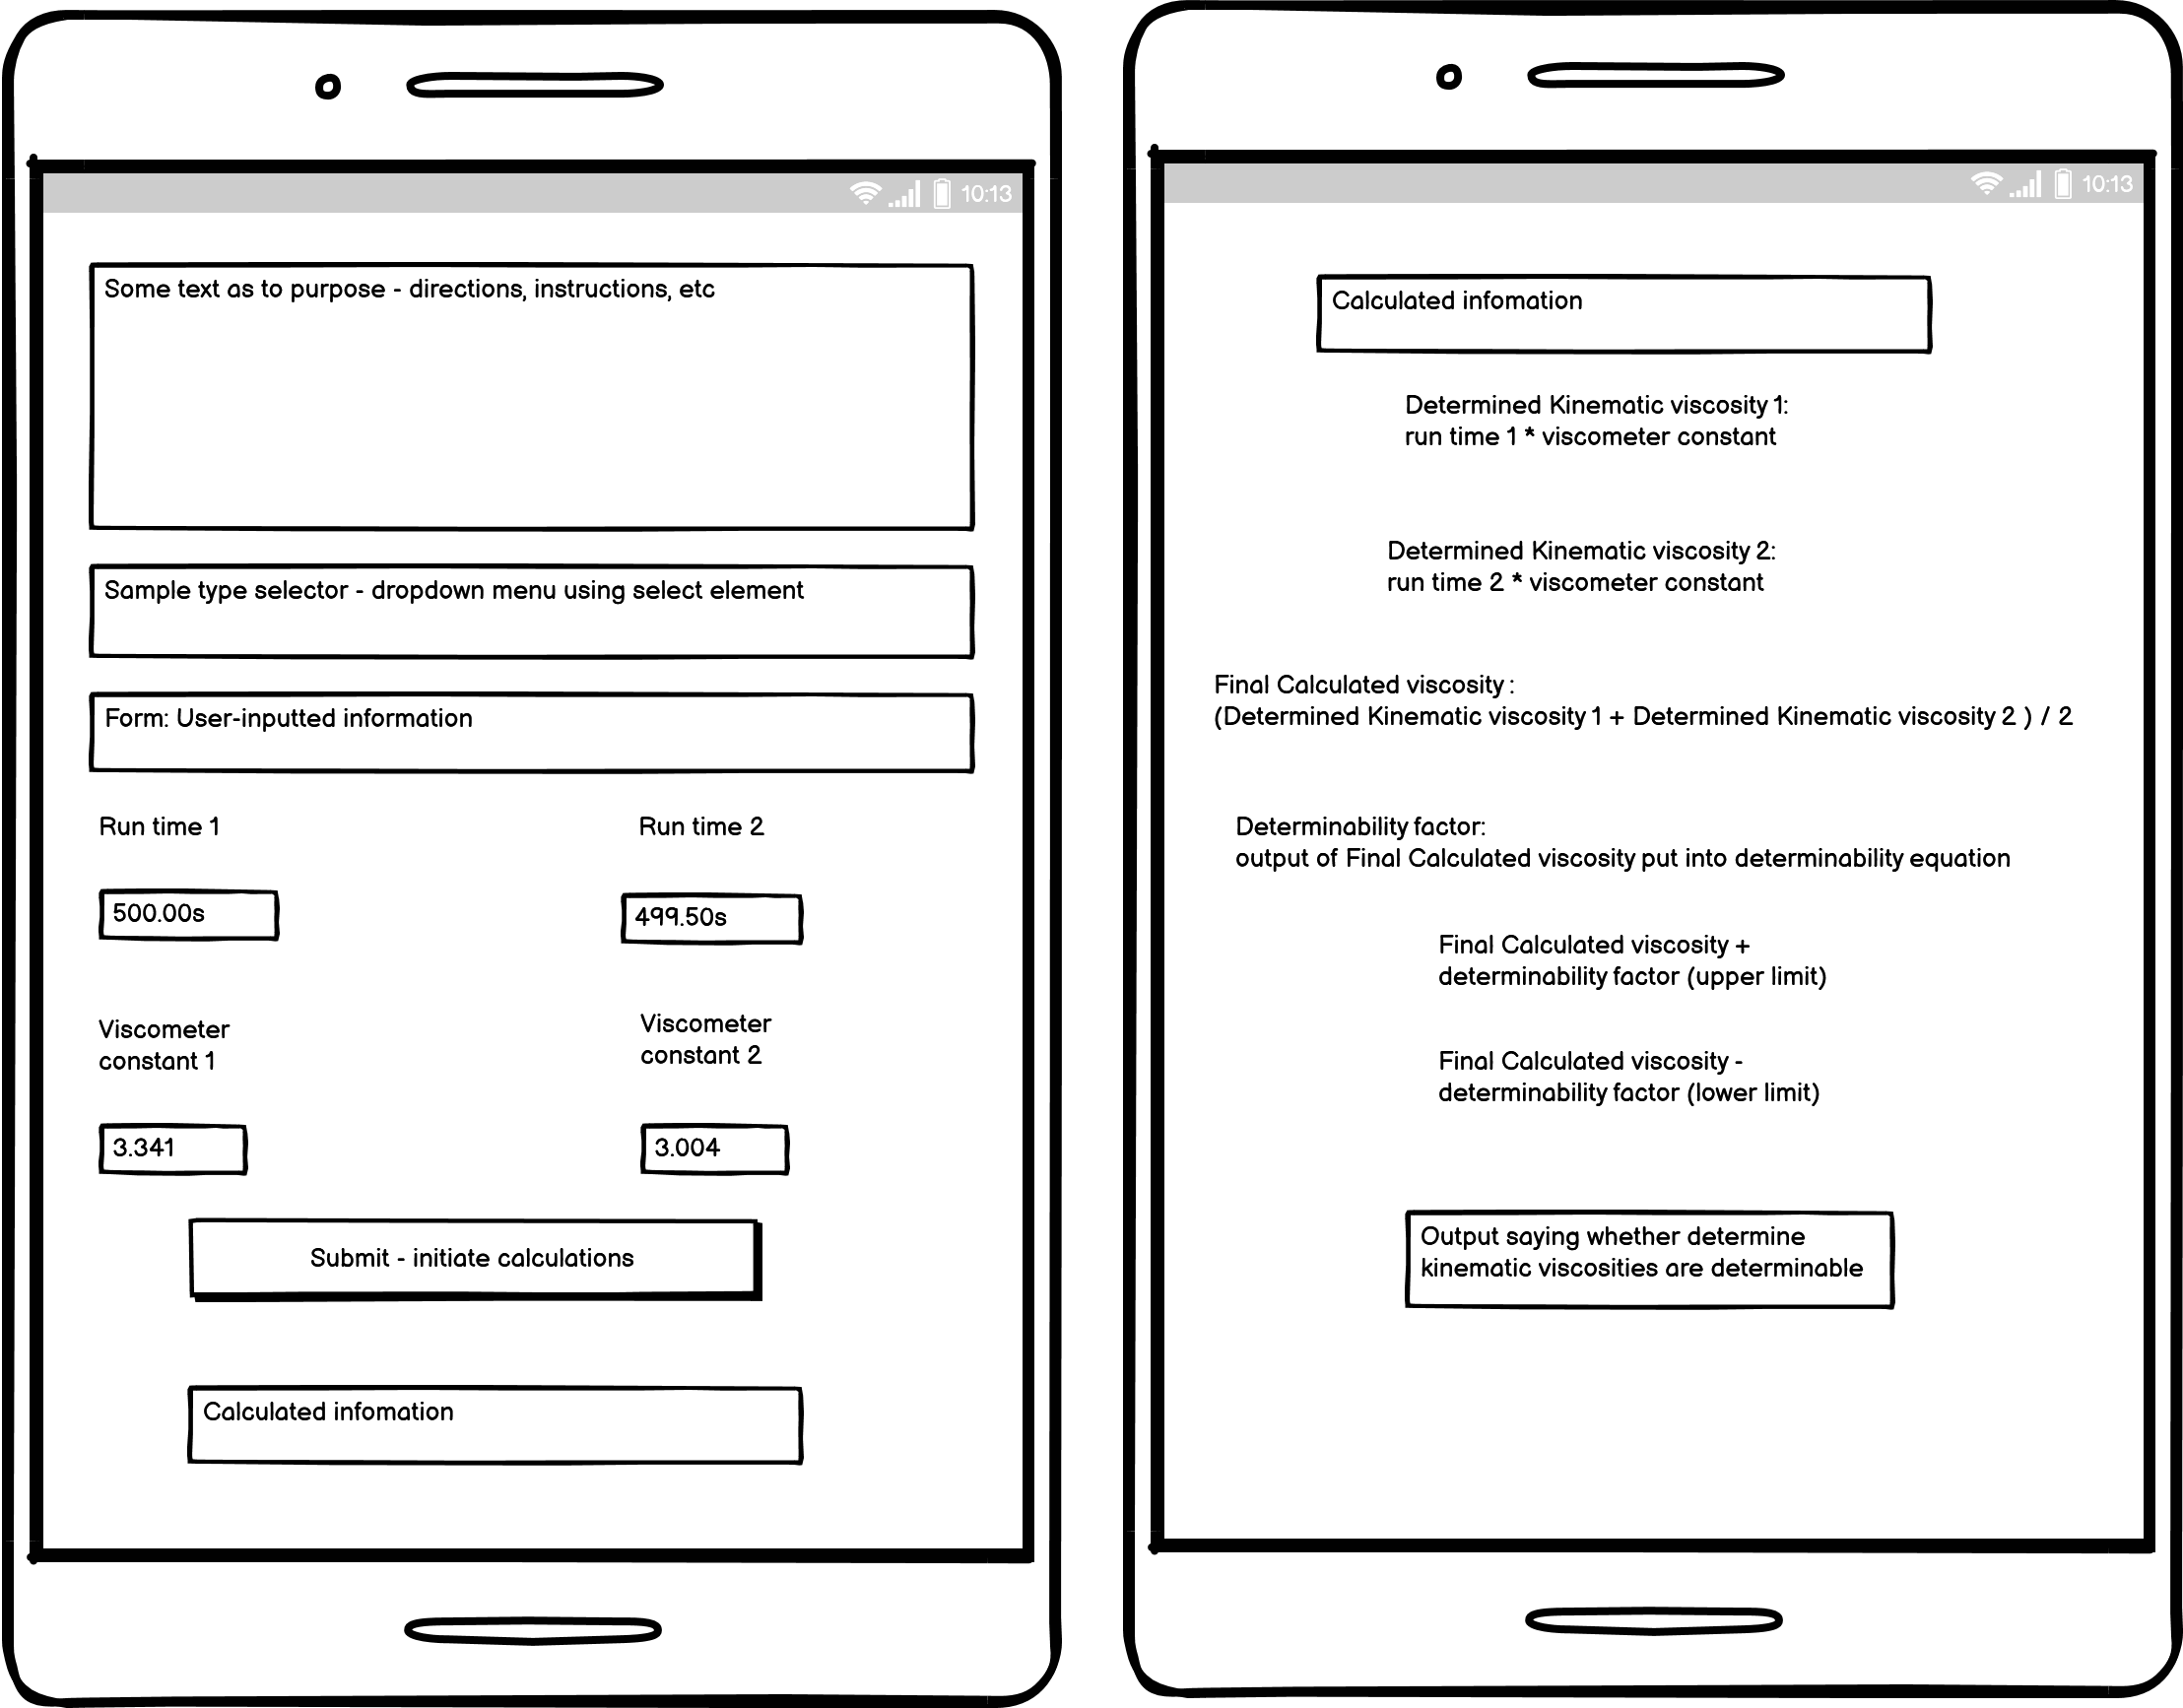 10:13
Some text as to purpose - directions, instructions, etc
Sample type selector - dropdown menu using select element
Form: User-inputted information
Run time 1
Run time 2
500.00s
499.50s
Viscometer
constant 1
Viscometer
constant 2
3.341
3.004
Submit - initiate calculations
Calculated infomation
10:13
Calculated infomation
Determined Kinematic viscosity 1:
run time 1 * viscometer constant
Determined Kinematic viscosity 2:
run time 2 * viscometer constant
Final Calculated viscosity :
(Determined Kinematic viscosity 1 + Determined Kinematic viscosity 2 ) / 2
Determinability factor:
output of Final Calculated viscosity put into determinability equation
Final Calculated viscosity +
determinability factor (upper limit)
Final Calculated viscosity -
determinability factor (lower limit)
Output saying whether determine
kinematic viscosities are determinable